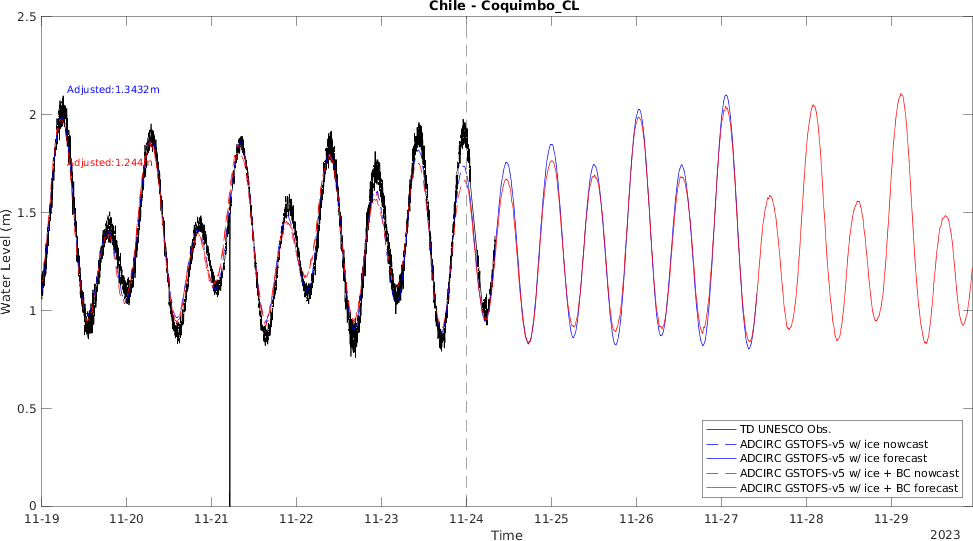 Chile - Coquimbo_CL
2.5
2
1.5
1
0.5
0
Water Level (m)
Adjusted:1.3432m
Adjusted:1.244m
TD UNESCO Obs.
ADCIRC GSTOFS-v5 w/ ice nowcast
ADCIRC GSTOFS-v5 w/ ice forecast
ADCIRC GSTOFS-v5 w/ ice + BC nowcast
ADCIRC GSTOFS-v5 w/ ice + BC forecast
11-19 11-20 11-21 11-22 11-23 11-24 11-25 11-26 11-27 11-28 11-29
Time
2023